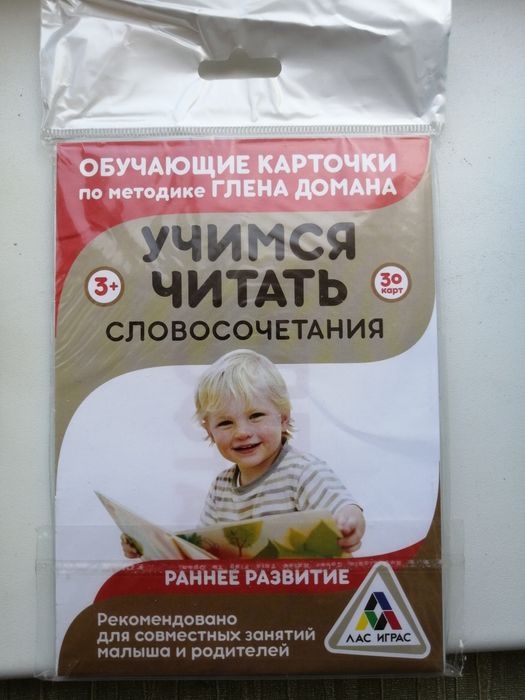 ОБУЧАЮЩИЕ КАРТОЧКИ
по методике ГЛЕНА ДОМАНА
УЧИМСЯ
ЧИТАТЬ
СЛОВОСОЧЕТАНИЯ
3+
30
карт
РАННЕЕ РАЗВИТИЕ
Рекомендовано
для совместных занятий
малыша и родителей
ЛАС ИГРАС